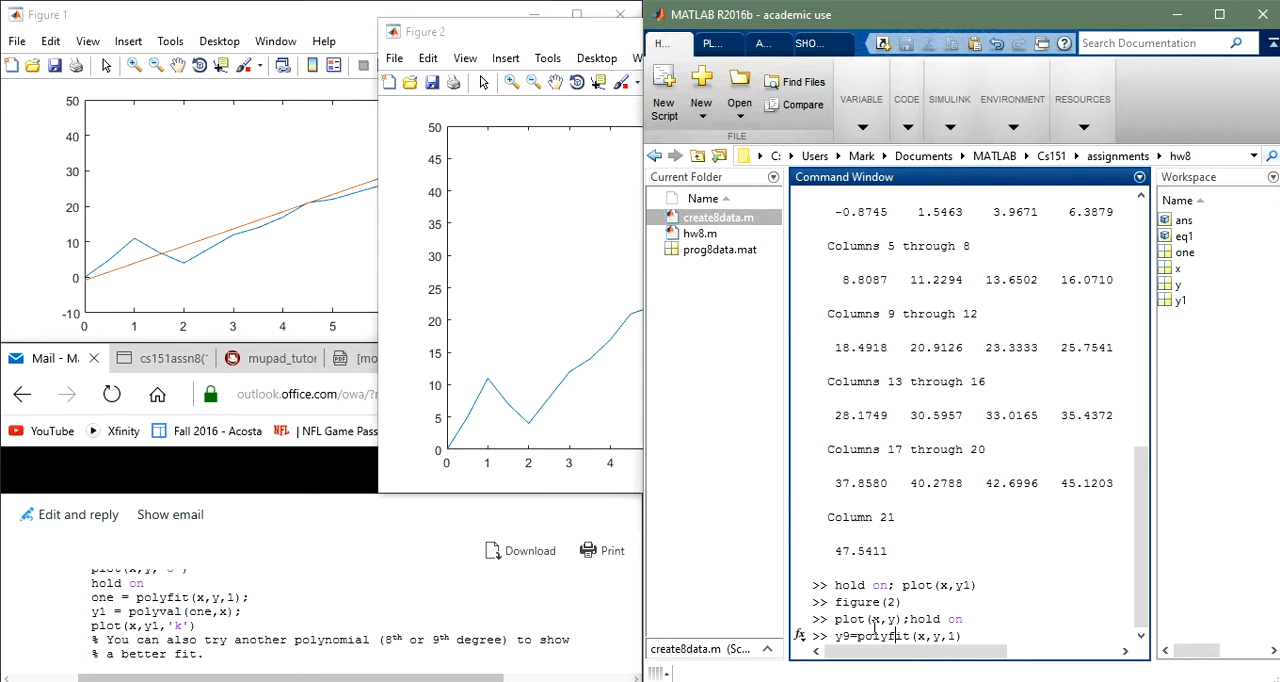 Figure 1
File Edit View Insert Tools Desktop Window Help
50
40
30
20
10
0
-10
0 1 2 3 4 5
Figure 2
File Edit View Insert Tools Desktop W
50
45
40
35
30
25
20
15
10
5
0
0 1 2 3 4
Mail - M
cs151assn8(
mupad_tuto
[mo
outlook.office.com/owa/?r
YouTube Xfinity Fall 2016 - Acosta NFL NFL Game Pass
Edit and reply Show email
Download Print
plot(x,y,'c')
hold on
one = polyfit(x,y,1);
y1 = polyval(one,x);
plot(x,y1,'k')
% You can also try another polynomial (8th or 9th degree) to show
% a better fit.
MATLAB R2016b - academic use
H... PL... A... SHO...
Search Documentation
New Script
New
Open
Find Files
Compare
FILE
VARIABLE CODE SIMULINK ENVIRONMENT RESOURCES
C: Users Mark Documents MATLAB Cs151 assignments hw8
Current Folder
Name
create8data.m
hw8.m
prog8data.mat
create8data.m (Sc...
Command Window
-0.8745 1.5463 3.9671 6.3879
Columns 5 through 8
8.8087 11.2294 13.6502 16.0710
Columns 9 through 12
18.4918 20.9126 23.3333 25.7541
Columns 13 through 16
28.1749 30.5957 33.0165 35.4372
Columns 17 through 20
37.8580 40.2788 42.6996 45.1203
Column 21
47.5411
>> hold on; plot(x,y1)
>> figure(2)
>> plot(x,y);hold on
fx >> y9=polyfit(x,y,1)
Workspace
Name
ans
eq1
one
x
y
y1